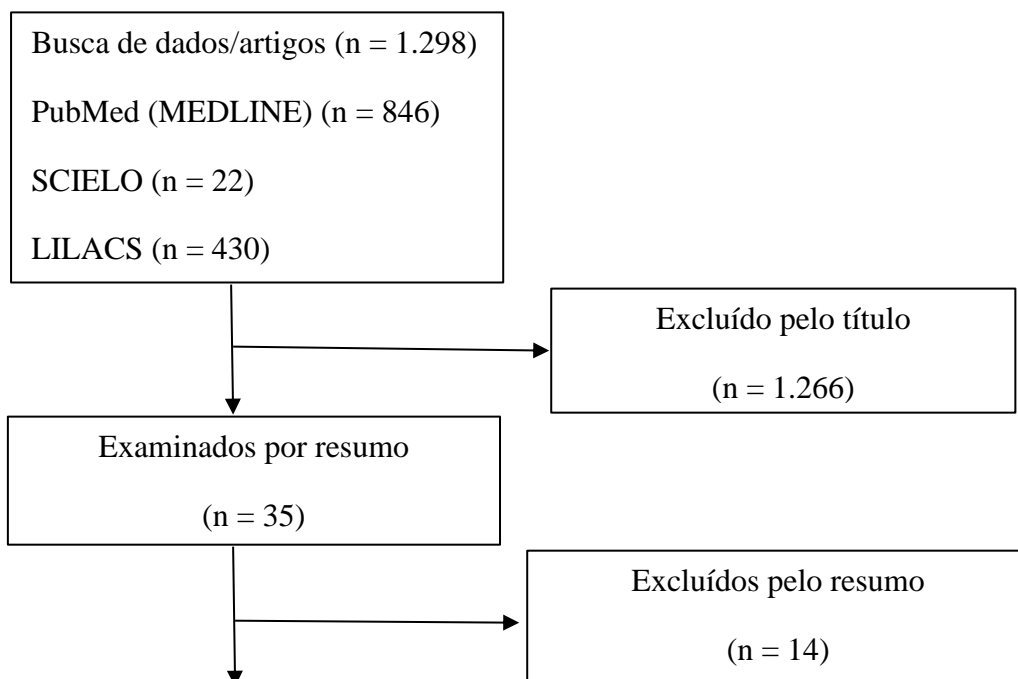 Busca de dados/artigos (n = 1.298)
PubMed (MEDLINE) (n = 846)
SCIELO (n = 22)
LILACS (n = 430)
Excluído pelo título
(n = 1.266)
Examinados por resumo
(n = 35)
Excluídos pelo resumo
(n = 14)